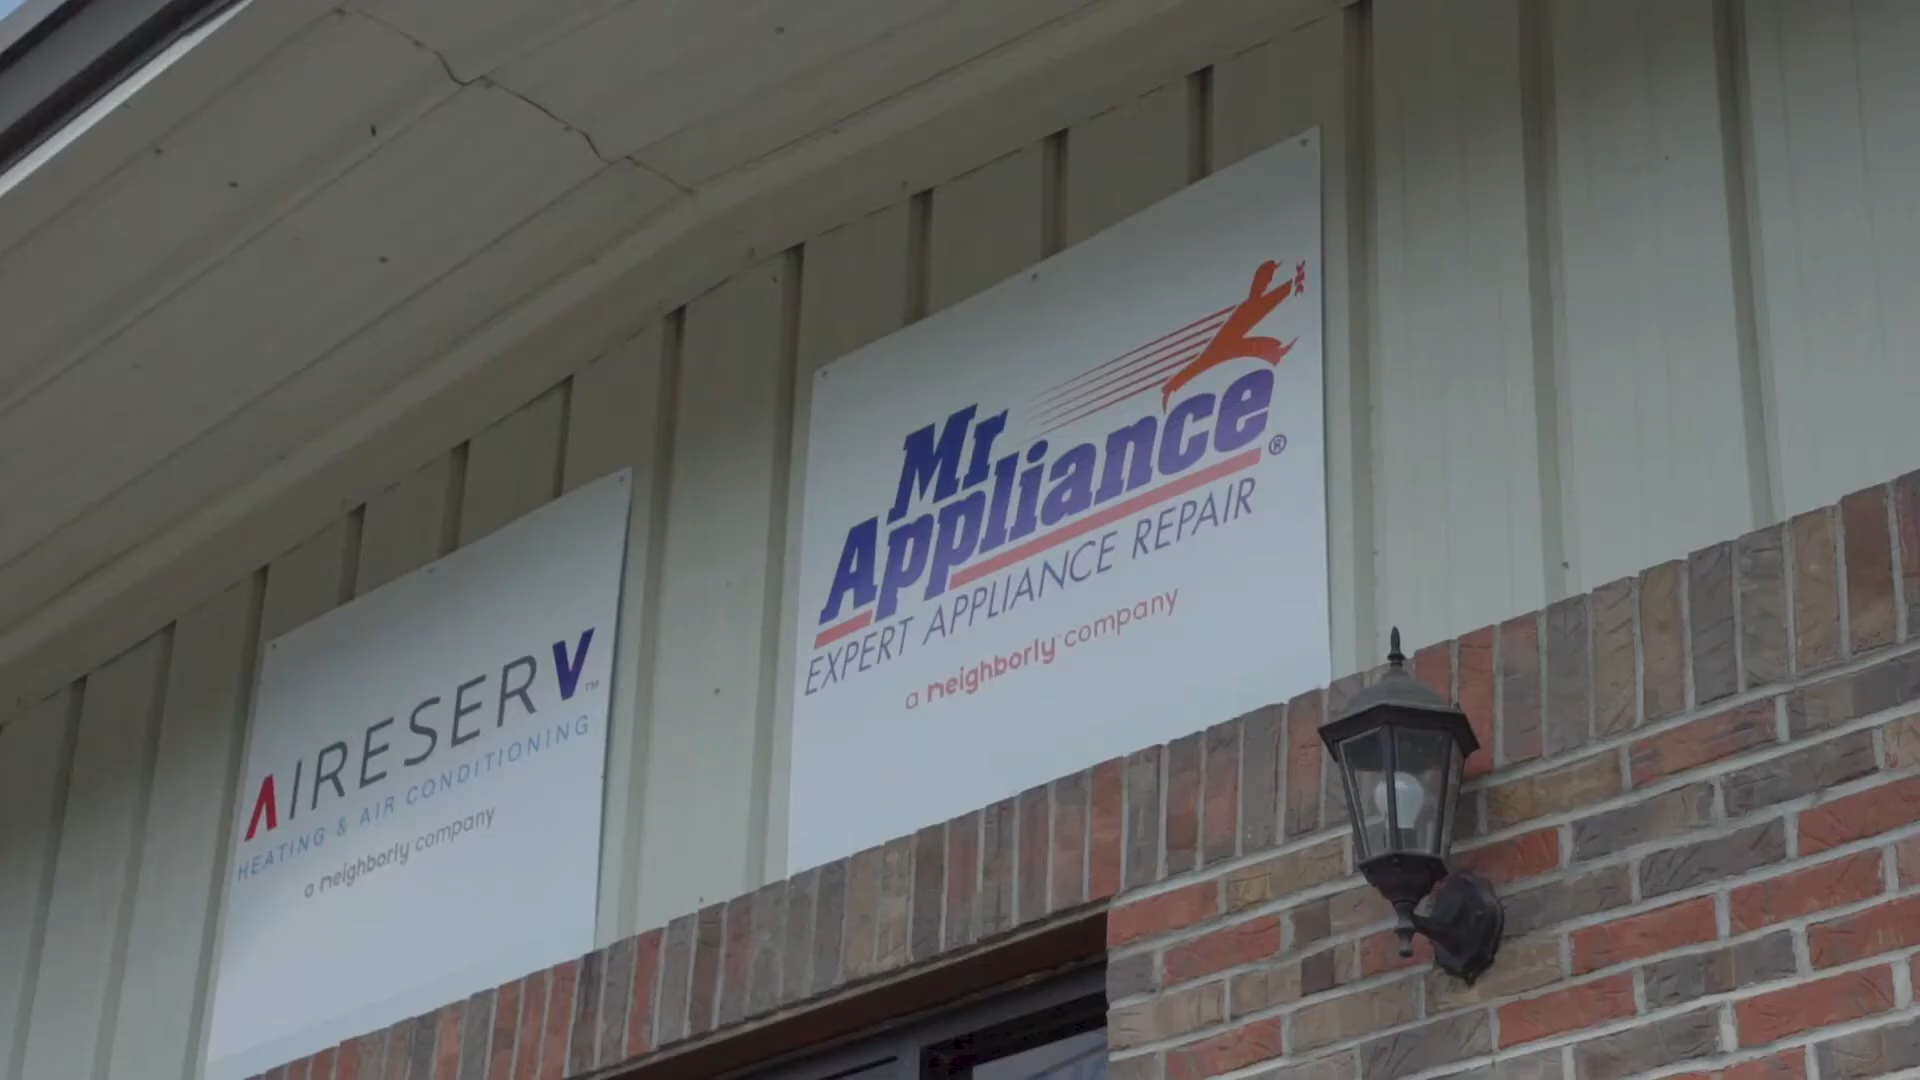 AIRESERV™
HEATING & AIR CONDITIONING
a neighborly company
Mr
Appliance®
EXPERT APPLIANCE REPAIR
a neighborly company